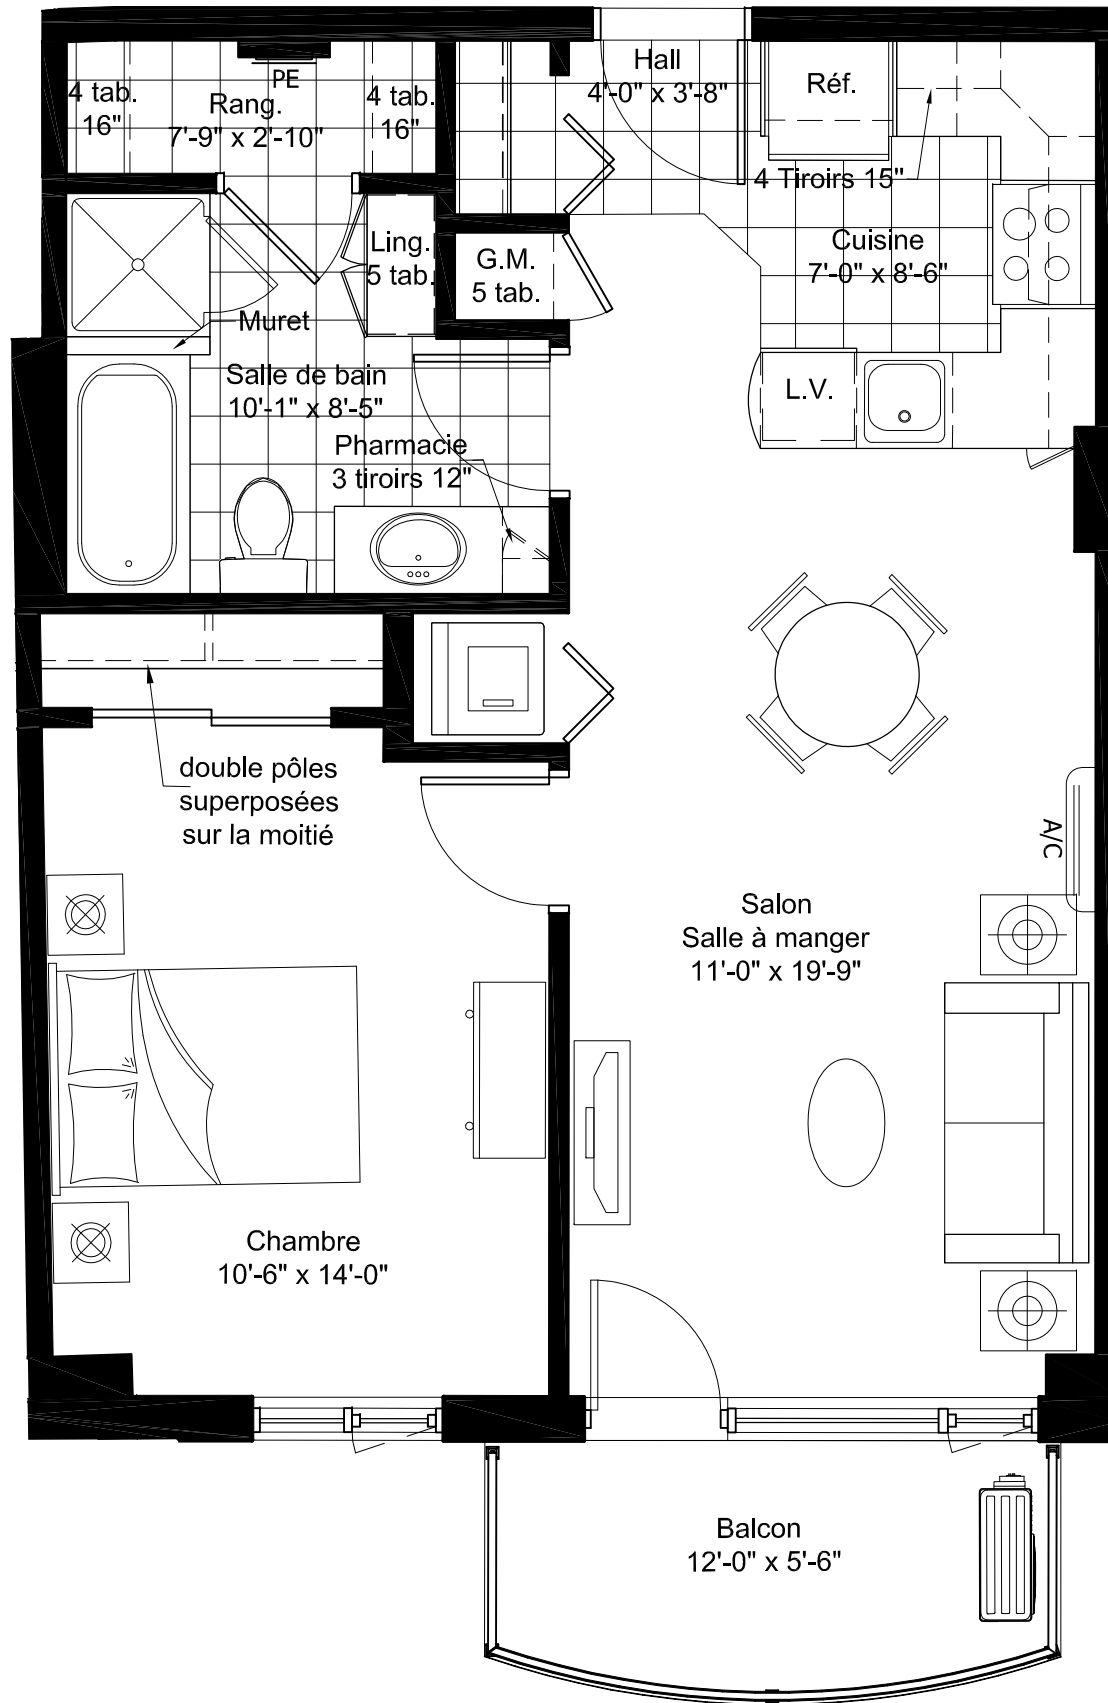 Hall
4'-0" x 3'-8"
Réf.
PE
4 tab.
16"
Rang.
7'-9" x 2'-10"
4 tab.
16"
4 Tiroirs 15"
Ling.
5 tab.
G.M.
5 tab.
Cuisine
7'-0" x 8'-6"
Muret
Salle de bain
10'-1" x 8'-5"
L.V.
Pharmacie
3 tiroirs 12"
double pôles
superposées
sur la moitié
A/C
Salon
Salle à manger
11'-0" x 19'-9"
Chambre
10'-6" x 14'-0"
Balcon
12'-0" x 5'-6"